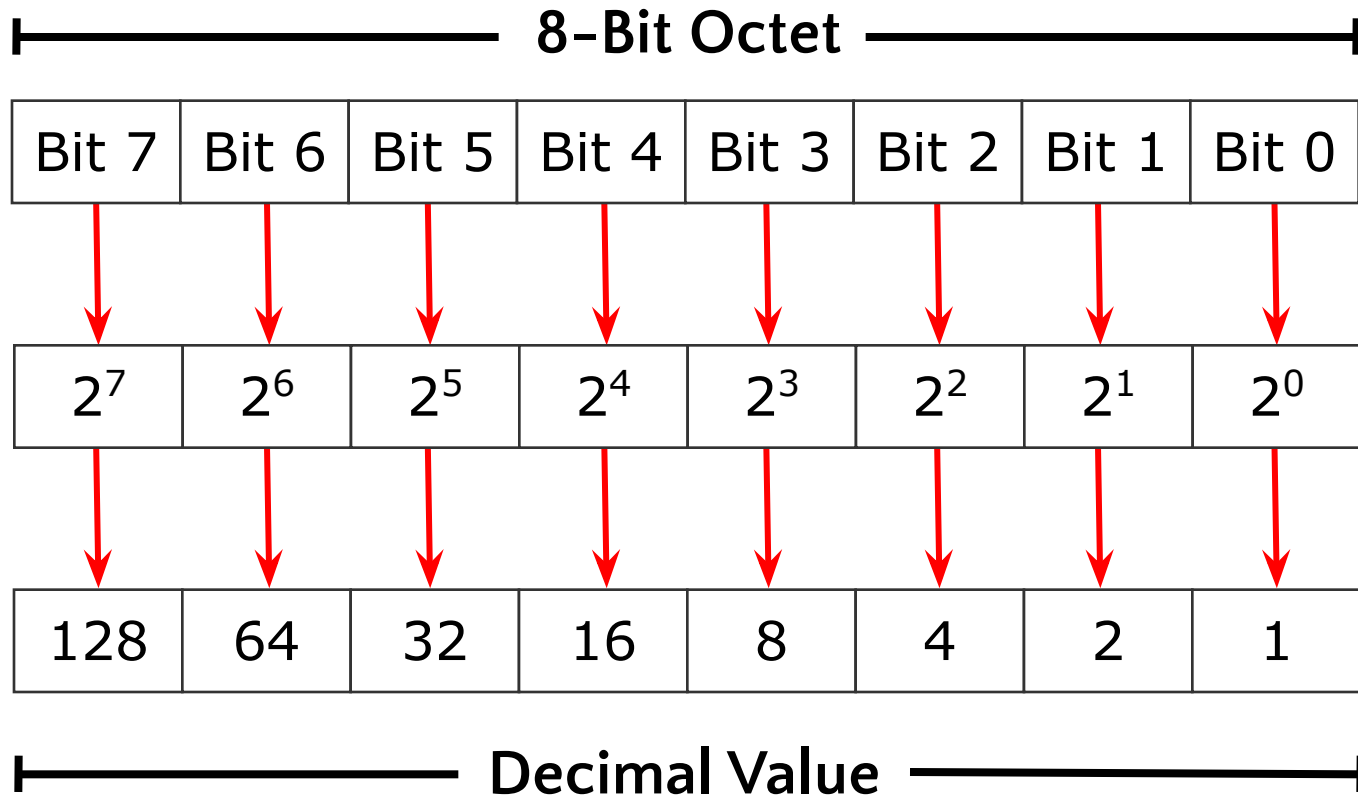 8-Bit Octet
Bit 7 Bit 6 Bit 5 Bit 4 Bit 3 Bit 2 Bit 1 Bit 0
2⁷ 2⁶ 2⁵ 2⁴ 2³ 2² 2¹ 2⁰
128 64 32 16 8 4 2 1
Decimal Value